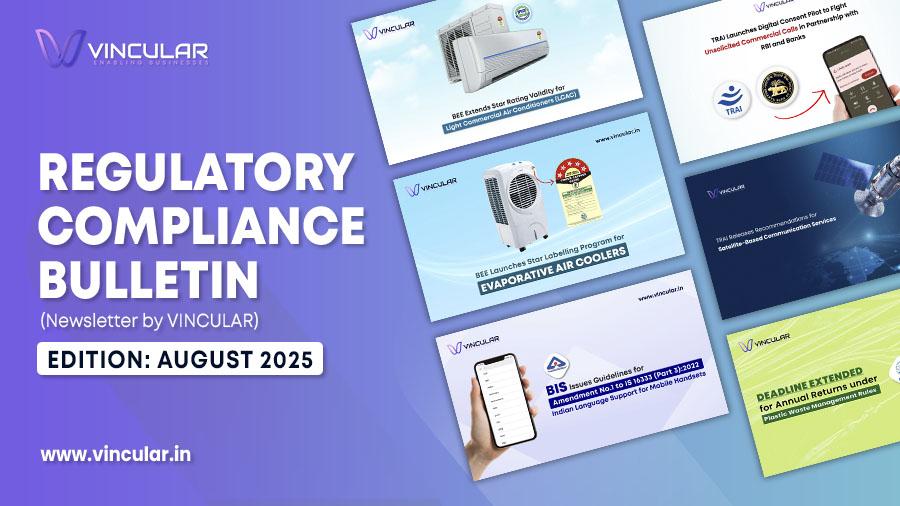 VINCULAR
ENABLING BUSINESSES
REGULATORY
COMPLIANCE
BULLETIN
(Newsletter by VINCULAR)
EDITION: AUGUST 2025
www.vincular.in
VINCULAR
BEE Extends Star Rating Validity for
Light Commercial Air Conditioners (LCAC)
VINCULAR
TRAI Launches Digital Consent Pilot to Fight
Unsolicited Commercial Calls in Partnership with
RBI and Banks
TRAI
www.vincular.in
VINCULAR
BEE Launches Star Labelling Program for
EVAPORATIVE AIR COOLERS
VINCULAR
TRAI Releases Recommendations for
Satellite-Based Communication Services
www.vincular.in
VINCULAR
BIS Issues Guidelines for
Amendment No.1 to IS 16333 (Part 3):2022
Indian Language Support for Mobile Handsets
VINCULAR
DEADLINE EXTENDED
for Annual Returns under
Plastic Waste Management Rules